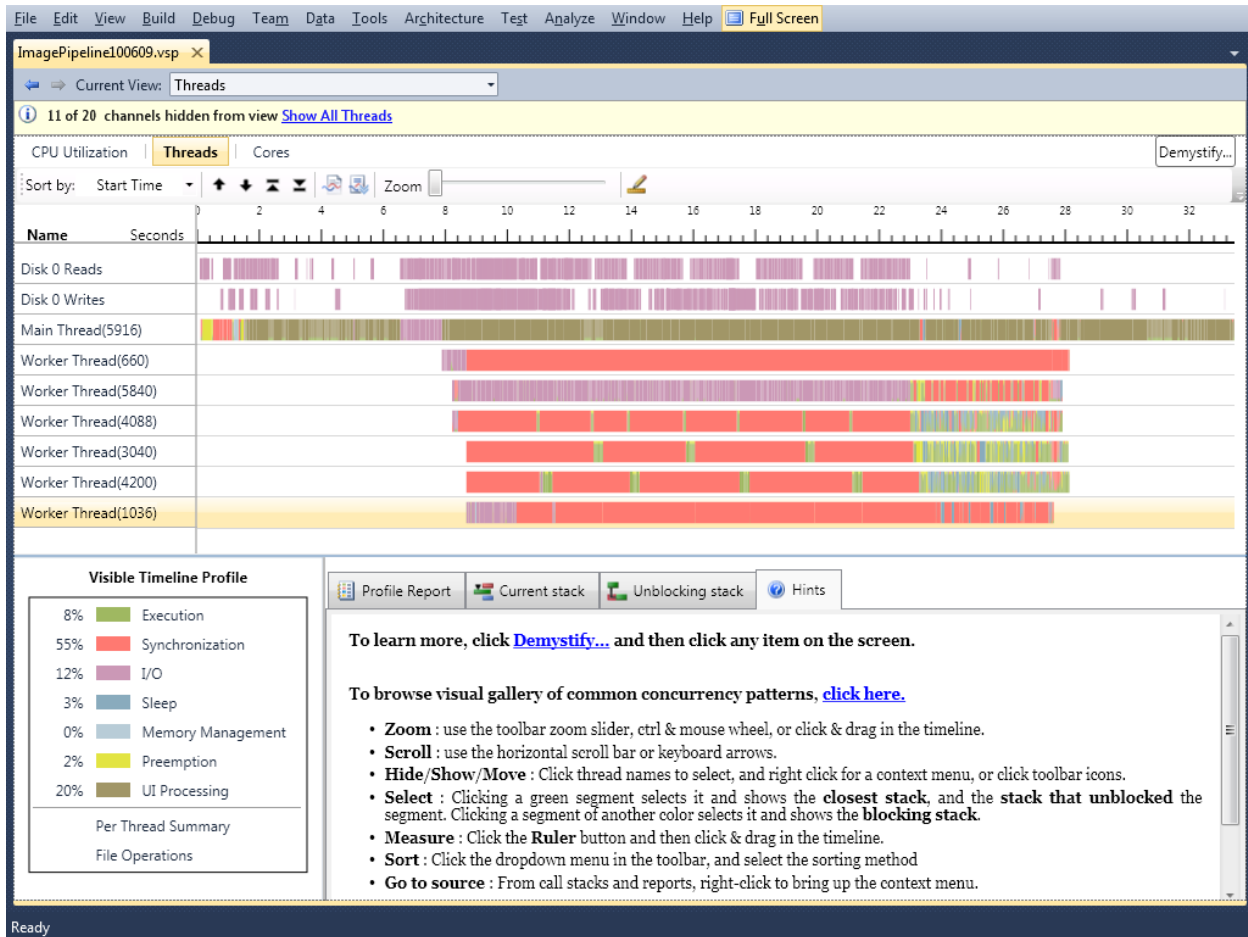 File Edit View Build Debug Team Data Tools Architecture Test Analyze Window Help Full Screen
ImagePipeline100609.vsp
Current View: Threads
11 of 20 channels hidden from view Show All Threads
CPU Utilization Threads Cores Demystify...
Sort by: Start Time Zoom
0 2 4 6 8 10 12 14 16 18 20 22 24 26 28 30 32
Name Seconds
Disk 0 Reads
Disk 0 Writes
Main Thread(5916)
Worker Thread(660)
Worker Thread(5840)
Worker Thread(4088)
Worker Thread(3040)
Worker Thread(4200)
Worker Thread(1036)
Visible Timeline Profile
8% Execution
55% Synchronization
12% I/O
3% Sleep
0% Memory Management
2% Preemption
20% UI Processing
Per Thread Summary
File Operations
Profile Report Current stack Unblocking stack Hints
To learn more, click Demystify... and then click any item on the screen.
To browse visual gallery of common concurrency patterns, click here.
• Zoom : use the toolbar zoom slider, ctrl & mouse wheel, or click & drag in the timeline.
• Scroll : use the horizontal scroll bar or keyboard arrows.
• Hide/Show/Move : Click thread names to select, and right click for a context menu, or click toolbar icons.
• Select : Clicking a green segment selects it and shows the closest stack, and the stack that unblocked the
segment. Clicking a segment of another color selects it and shows the blocking stack.
• Measure : Click the Ruler button and then click & drag in the timeline.
• Sort : Click the dropdown menu in the toolbar, and select the sorting method
• Go to source : From call stacks and reports, right-click to bring up the context menu.
Ready